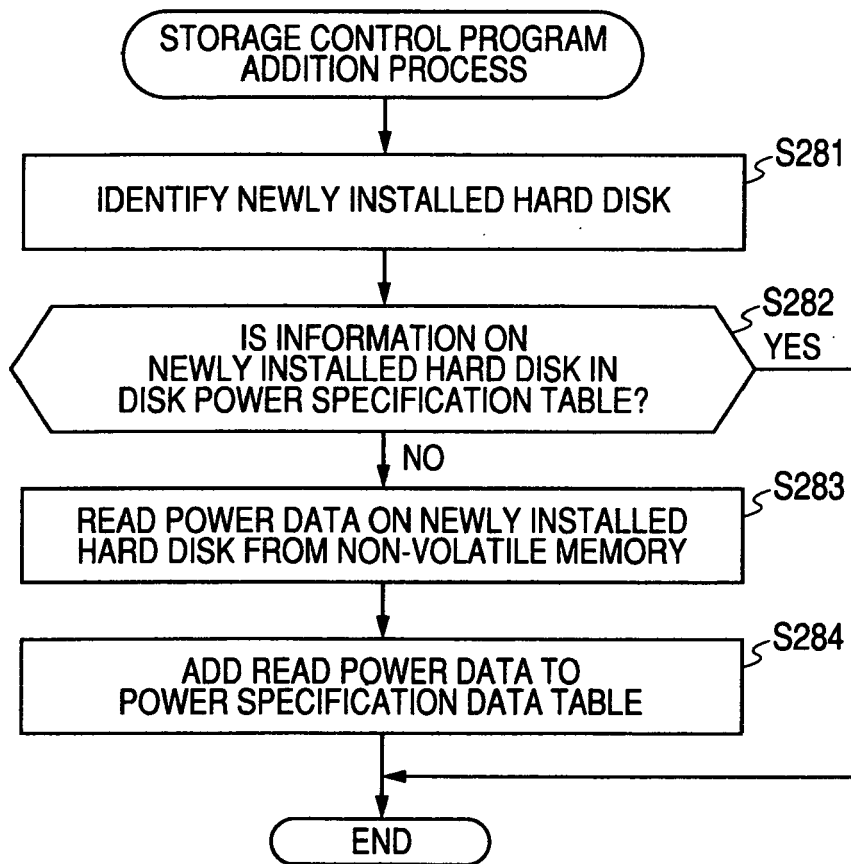 STORAGE CONTROL PROGRAM
ADDITION PROCESS
S281
IDENTIFY NEWLY INSTALLED HARD DISK
S282
IS INFORMATION ON
NEWLY INSTALLED HARD DISK IN
DISK POWER SPECIFICATION TABLE?
YES
NO
S283
READ POWER DATA ON NEWLY INSTALLED
HARD DISK FROM NON-VOLATILE MEMORY
S284
ADD READ POWER DATA TO
POWER SPECIFICATION DATA TABLE
END